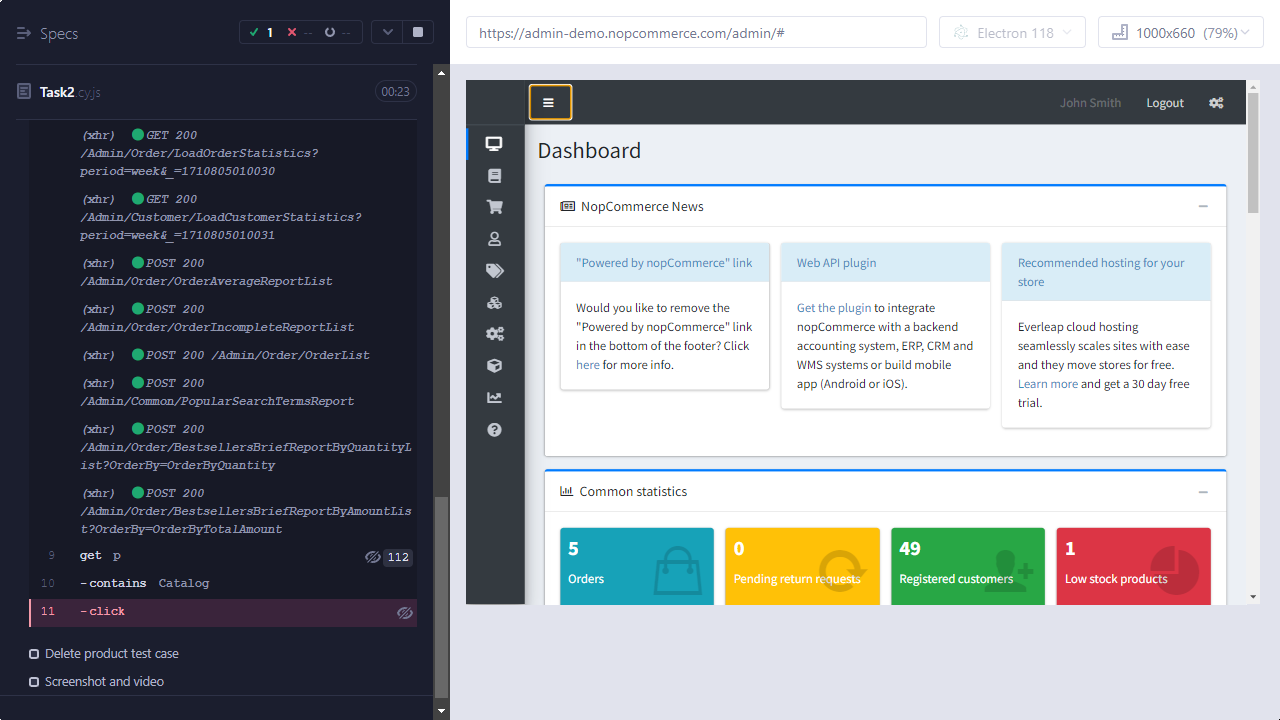 Specs
1
--
--
https://admin-demo.nopcommerce.com/admin/#
Electron 118
1000x660 (79%)
Task2.cy.js
00:23
(xhr) GET 200
/Admin/Order/LoadOrderStatistics?
period=week&_=1710805010030
(xhr) GET 200
/Admin/Customer/LoadCustomerStatistics?
period=week&_=1710805010031
(xhr) POST 200
/Admin/Order/OrderAverageReportList
(xhr) POST 200
/Admin/Order/OrderIncompleteReportList
(xhr) POST 200 /Admin/Order/OrderList
(xhr) POST 200
/Admin/Common/PopularSearchTermsReport
(xhr) POST 200
/Admin/Order/BestsellersBriefReportByQuantityL
ist?OrderBy=OrderByQuantity
(xhr) POST 200
/Admin/Order/BestsellersBriefReportByAmountLis
t?OrderBy=OrderByTotalAmount
9 get p 112
10 -contains Catalog
11 -click
Delete product test case
Screenshot and video
John Smith
Logout
Dashboard
NopCommerce News
"Powered by nopCommerce" link
Would you like to remove the
"Powered by nopCommerce" link
in the bottom of the footer? Click
here for more info.
Web API plugin
Get the plugin to integrate
nopCommerce with a backend
accounting system, ERP, CRM and
WMS systems or build mobile
app (Android or iOS).
Recommended hosting for your
store
Everleap cloud hosting
seamlessly scales sites with ease
and they move stores for free.
Learn more and get a 30 day free
trial.
Common statistics
5
Orders
0
Pending return requests
49
Registered customers
1
Low stock products